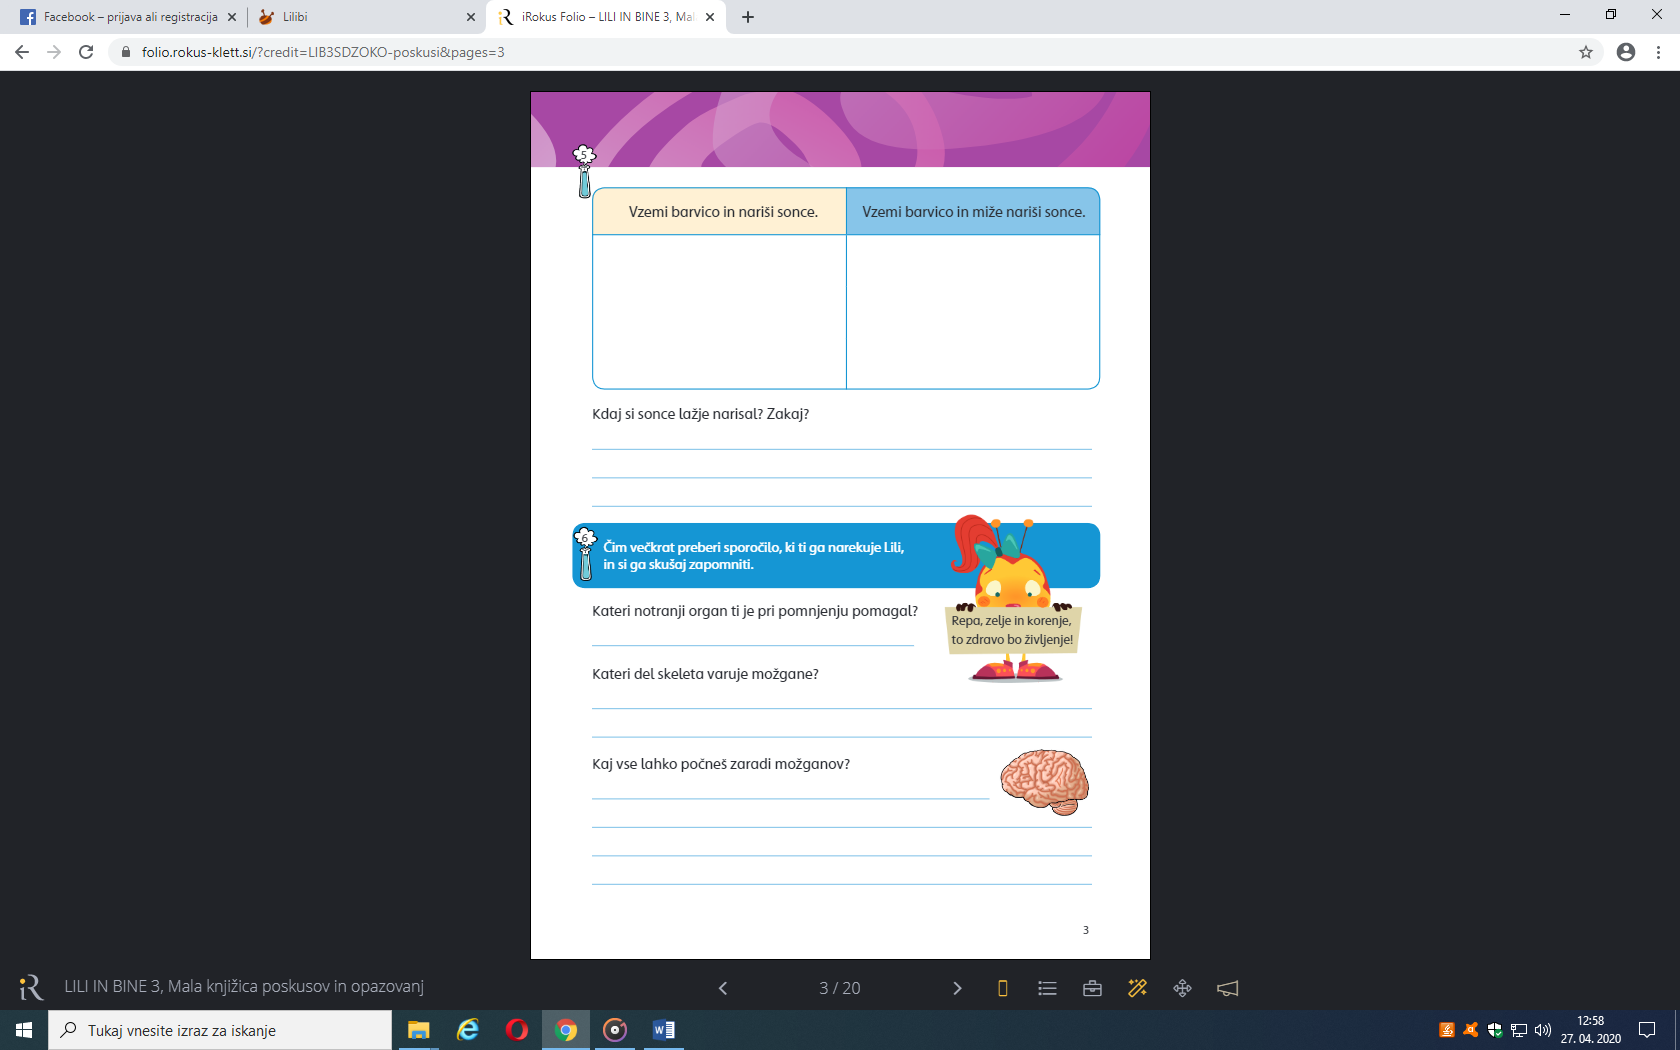 Facebook – prijava ali registracija
Lilibi
iRokus Folio – LILI IN BINE 3, Mal
folio.rokus-klett.si/?credit=LIB3SDZOKO-poskusi&pages=3
5
Vzemi barvico in nariši sonce.
Vzemi barvico in miže nariši sonce.
Kdaj si sonce lažje narisal? Zakaj?
6
Čim večkrat preberi sporočilo, ki ti ga narekuje Lili,
in si ga skušaj zapomniti.
Kateri notranji organ ti je pri pomnjenju pomagal?
Repa, zelje in korenje,
to zdravo bo življenje!
Kateri del skeleta varuje možgane?
Kaj vse lahko počneš zaradi možganov?
3
iR
LILI IN BINE 3, Mala knjižica poskusov in opazovanj
3 / 20
Tukaj vnesite izraz za iskanje
12:58
27. 04. 2020